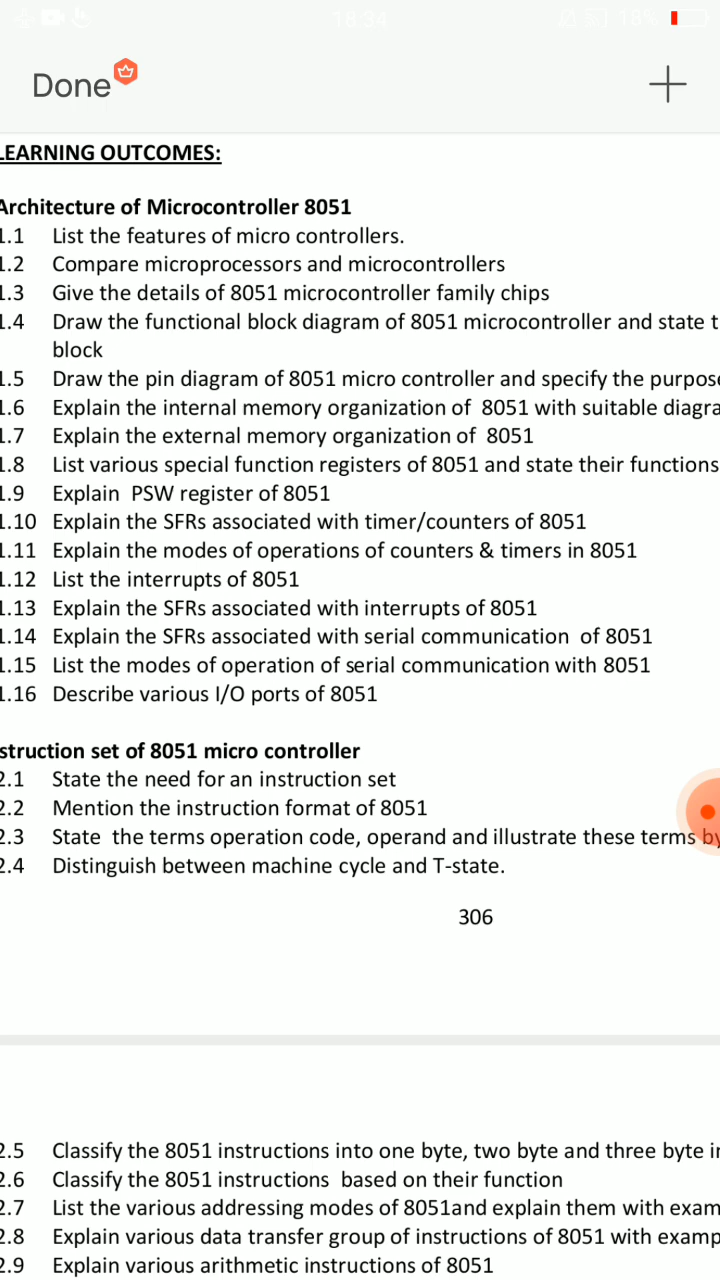 18:34
18%
Done
LEARNING OUTCOMES:
Architecture of Microcontroller 8051
1.1 List the features of micro controllers.
1.2 Compare microprocessors and microcontrollers
1.3 Give the details of 8051 microcontroller family chips
1.4 Draw the functional block diagram of 8051 microcontroller and state t
block
1.5 Draw the pin diagram of 8051 micro controller and specify the purpose
1.6 Explain the internal memory organization of 8051 with suitable diagra
1.7 Explain the external memory organization of 8051
1.8 List various special function registers of 8051 and state their functions
1.9 Explain PSW register of 8051
1.10 Explain the SFRs associated with timer/counters of 8051
1.11 Explain the modes of operations of counters & timers in 8051
1.12 List the interrupts of 8051
1.13 Explain the SFRs associated with interrupts of 8051
1.14 Explain the SFRs associated with serial communication of 8051
1.15 List the modes of operation of serial communication with 8051
1.16 Describe various I/O ports of 8051
struction set of 8051 micro controller
2.1 State the need for an instruction set
2.2 Mention the instruction format of 8051
2.3 State the terms operation code, operand and illustrate these terms by
2.4 Distinguish between machine cycle and T-state.
306
2.5 Classify the 8051 instructions into one byte, two byte and three byte in
2.6 Classify the 8051 instructions based on their function
2.7 List the various addressing modes of 8051and explain them with exam
2.8 Explain various data transfer group of instructions of 8051 with examp
2.9 Explain various arithmetic instructions of 8051